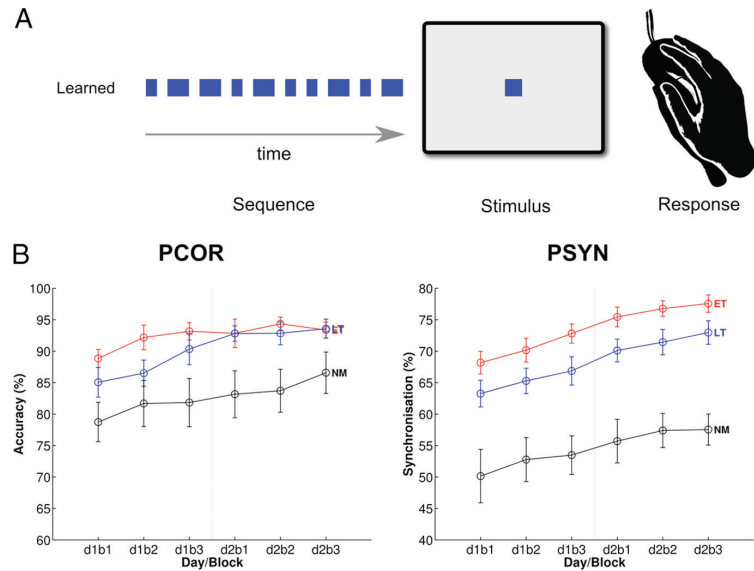 A
Learned
time
Sequence
Stimulus
Response
B
PCOR
Accuracy (%)
100
95
90
85
80
75
70
65
60
d1b1 d1b2 d1b3 d2b1 d2b2 d2b3
Day/Block
LT
NM
PSYN
Synchronisation (%)
80
75
70
65
60
55
50
45
40
d1b1 d1b2 d1b3 d2b1 d2b2 d2b3
Day/Block
ET
LT
NM